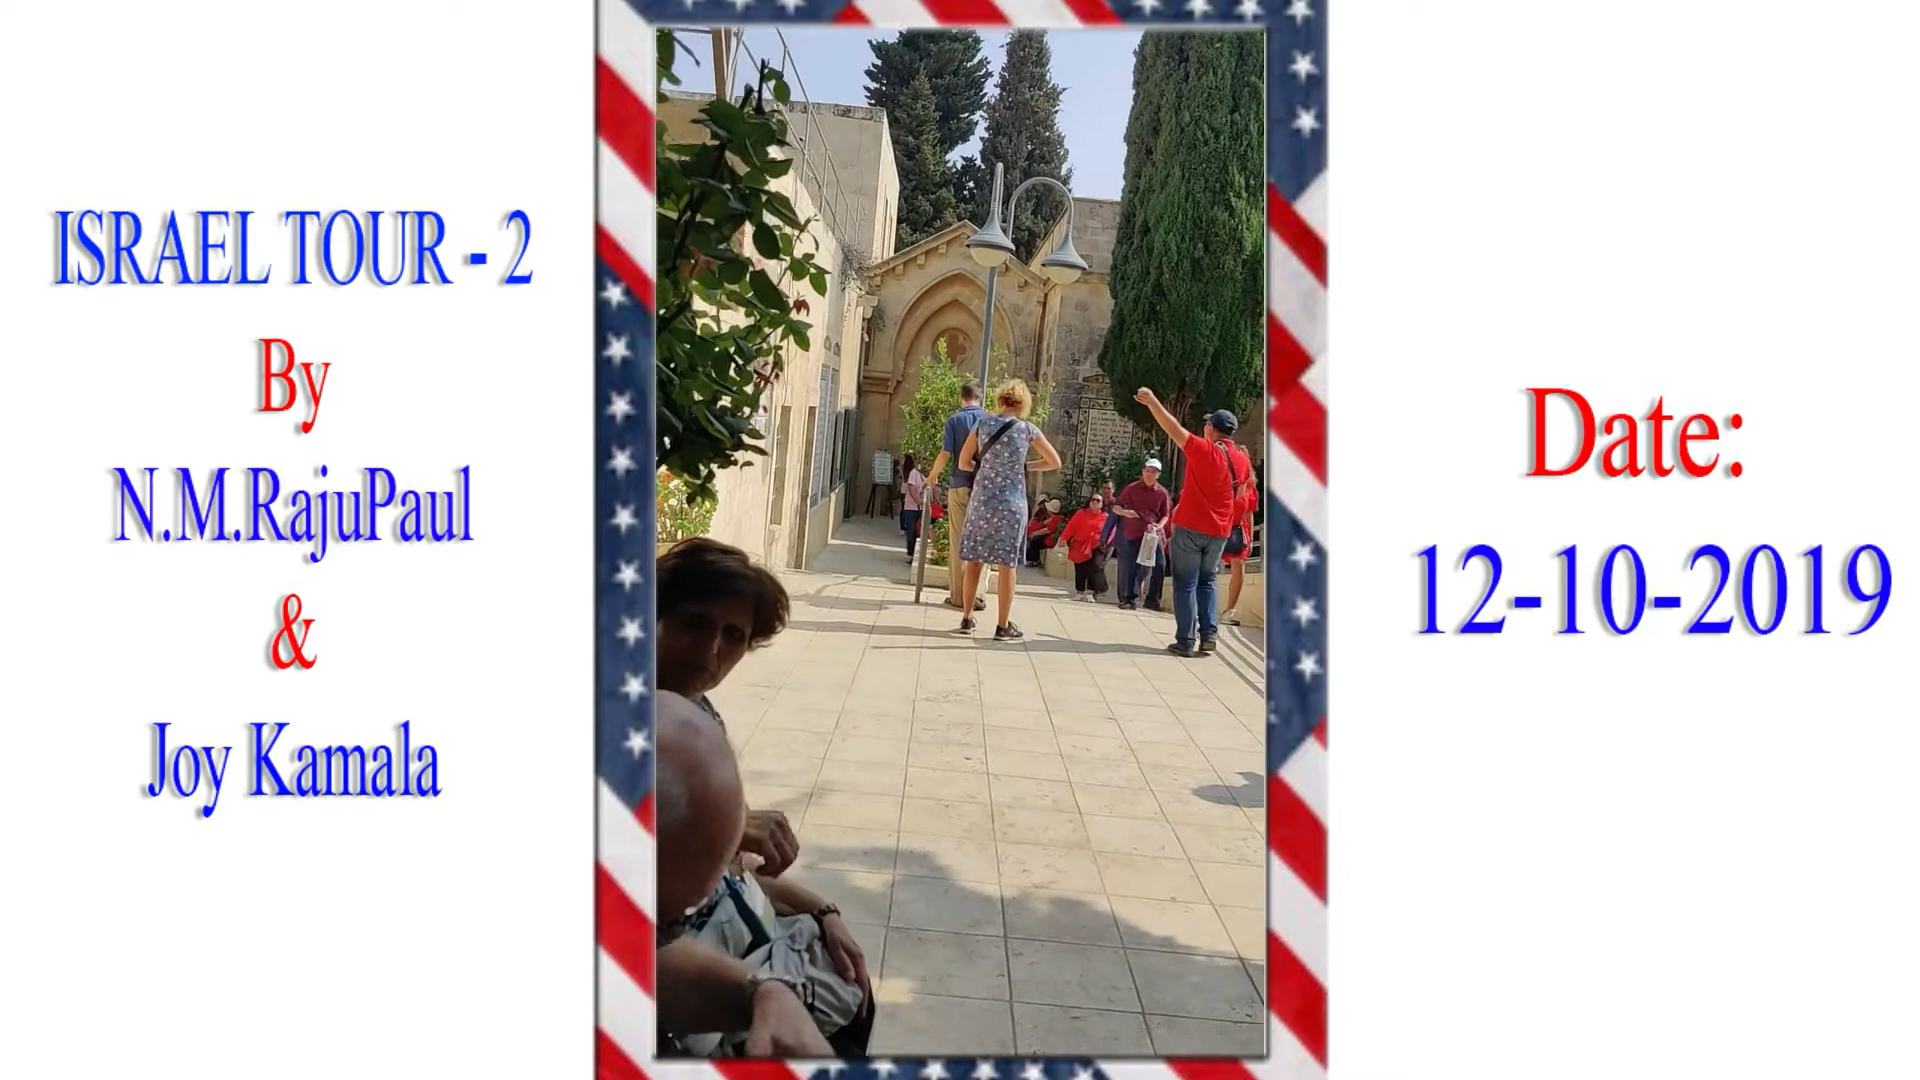 ISRAEL TOUR - 2
By
N.M.RajuPaul
&
Joy Kamala
Date:
12-10-2019